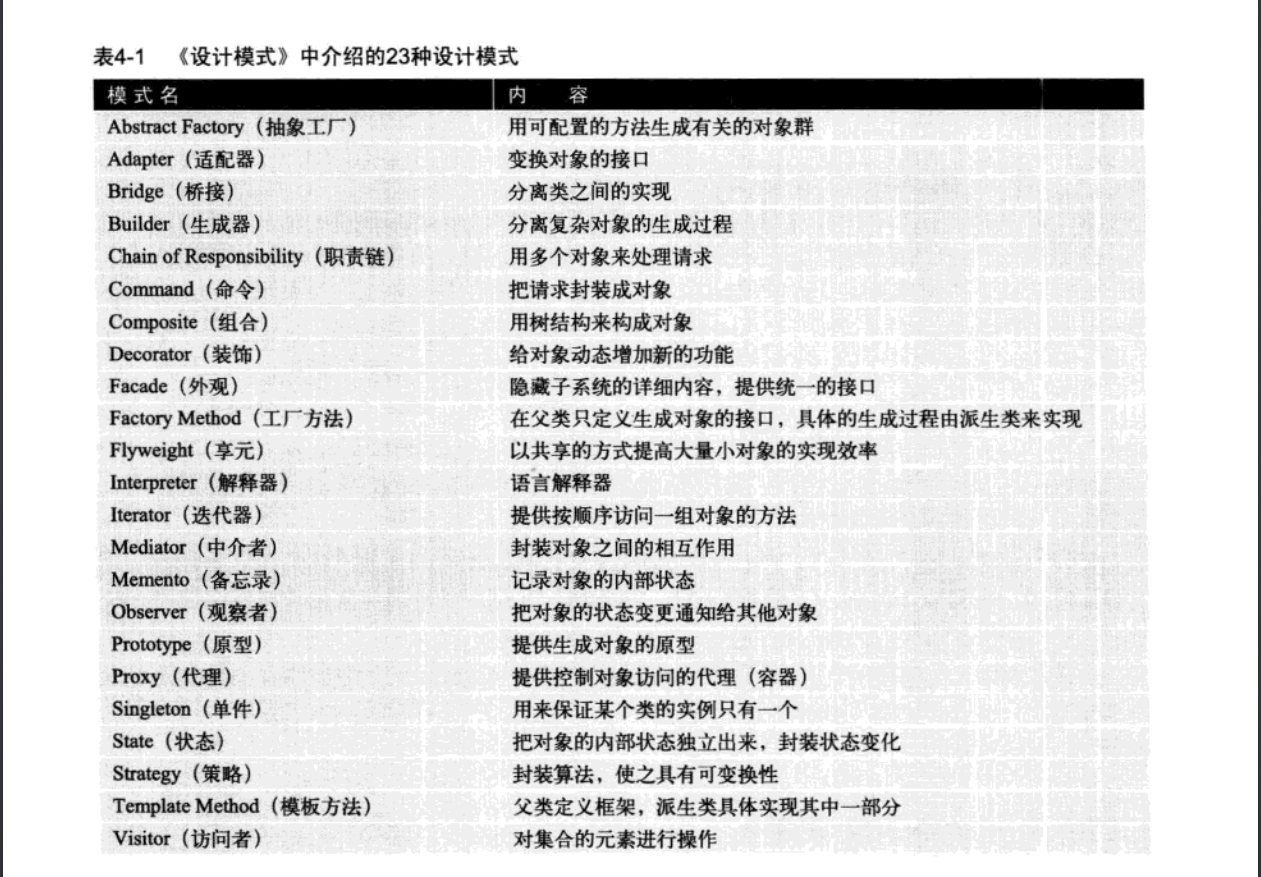 表4-1 《设计模式》中介绍的23种设计模式
模式名 内 容
Abstract Factory（抽象工厂） 用可配置的方法生成有关的对象群
Adapter（适配器） 变换对象的接口
Bridge（桥接） 分离类之间的实现
Builder（生成器） 分离复杂对象的生成过程
Chain of Responsibility（职责链） 用多个对象来处理请求
Command（命令） 把请求封装成对象
Composite（组合） 用树结构来构成对象
Decorator（装饰） 给对象动态增加新的功能
Facade（外观） 隐藏子系统的详细内容，提供统一的接口
Factory Method（工厂方法） 在父类只定义生成对象的接口，具体的生成过程由派生类来实现
Flyweight（享元） 以共享的方式提高大量小对象的实现效率
Interpreter（解释器） 语言解释器
Iterator（迭代器） 提供按顺序访问一组对象的方法
Mediator（中介者） 封装对象之间的相互作用
Memento（备忘录） 记录对象的内部状态
Observer（观察者） 把对象的状态变更通知给其他对象
Prototype（原型） 提供生成对象的原型
Proxy（代理） 提供控制对象访问的代理（容器）
Singleton（单件） 用来保证某个类的实例只有一个
State（状态） 把对象的内部状态独立出来，封装状态变化
Strategy（策略） 封装算法，使之具有可变换性
Template Method（模板方法） 父类定义框架，派生类具体实现其中一部分
Visitor（访问者） 对集合的元素进行操作